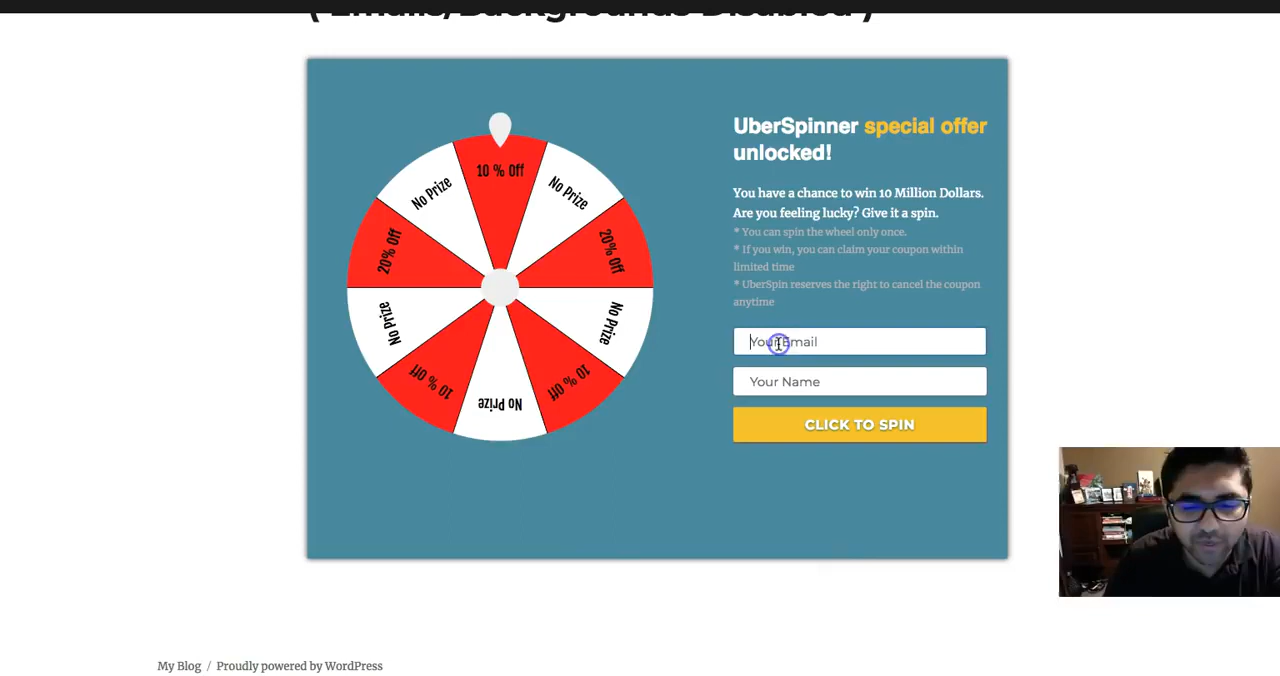 ( Emails/Backgrounds Disabled )
UberSpinner special offer
unlocked!
You have a chance to win 10 Million Dollars.
Are you feeling lucky? Give it a spin.
* You can spin the wheel only once.
* If you win, you can claim your coupon within
limited time
* UberSpin reserves the right to cancel the coupon
anytime
Your Email
Your Name
CLICK TO SPIN
10 % Off
No Prize
20% Off
No Prize
10 % Off
No Prize
10 % Off
No Prize
20% Off
No Prize
My Blog / Proudly powered by WordPress